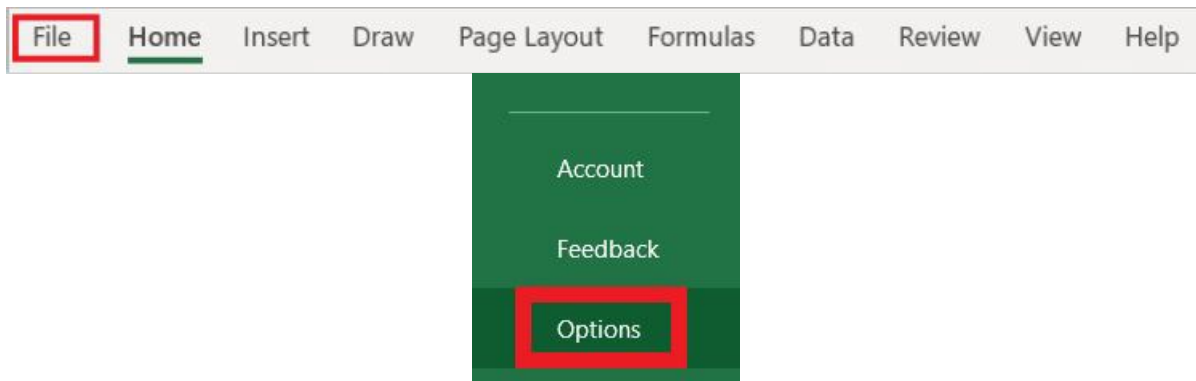 File Home Insert Draw Page Layout Formulas Data Review View Help
Account
Feedback
Options